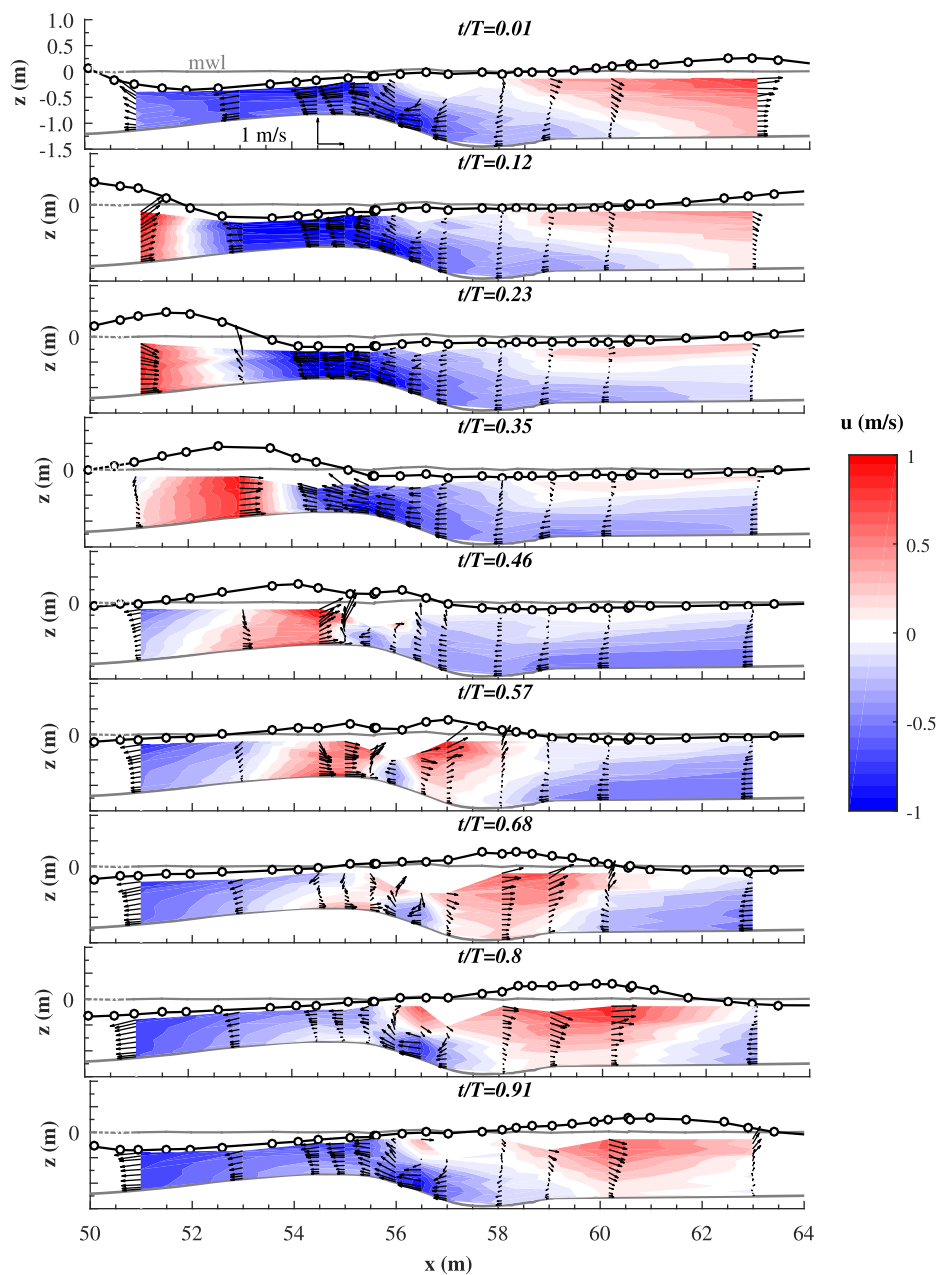 t/T=0.01
1.0
0.5
0
-0.5
-1.0
-1.5
z (m)
mwl
1 m/s
t/T=0.12
0
z (m)
t/T=0.23
0
z (m)
t/T=0.35
0
z (m)
t/T=0.46
0
z (m)
t/T=0.57
0
z (m)
t/T=0.68
0
z (m)
t/T=0.8
0
z (m)
t/T=0.91
0
z (m)
50 52 54 56 58 60 62 64
x (m)
u (m/s)
1
0.5
0
-0.5
-1